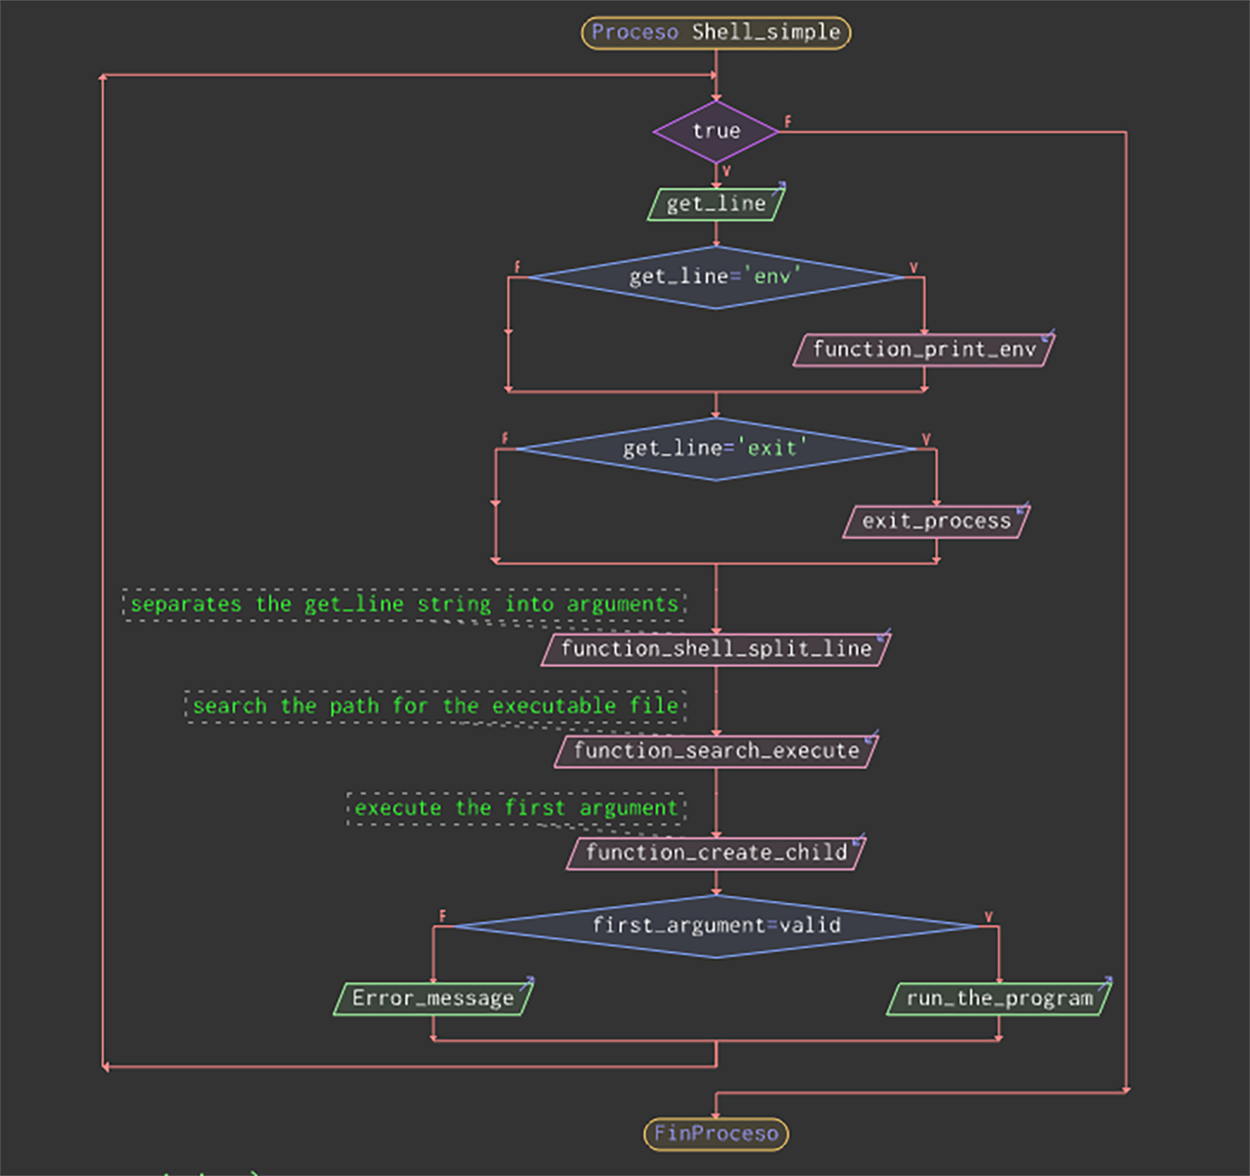 Proceso Shell_simple
true
F
V
get_line
F
get_line='env'
V
function_print_env
F
get_line='exit'
V
exit_process
separates the get_line string into arguments
function_shell_split_line
search the path for the executable file
function_search_execute
execute the first argument
function_create_child
F
first_argument=valid
V
Error_message
run_the_program
FinProceso